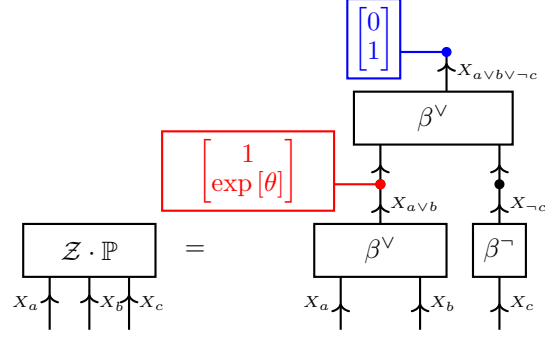 [0
1]
X_{a∨b∨¬c}
β^∨
[1
exp [θ]]
X_{a∨b}
X_{¬c}
𝒵 · ℙ
=
β^∨
β^¬
X_a
X_b
X_c
X_a
X_b
X_c